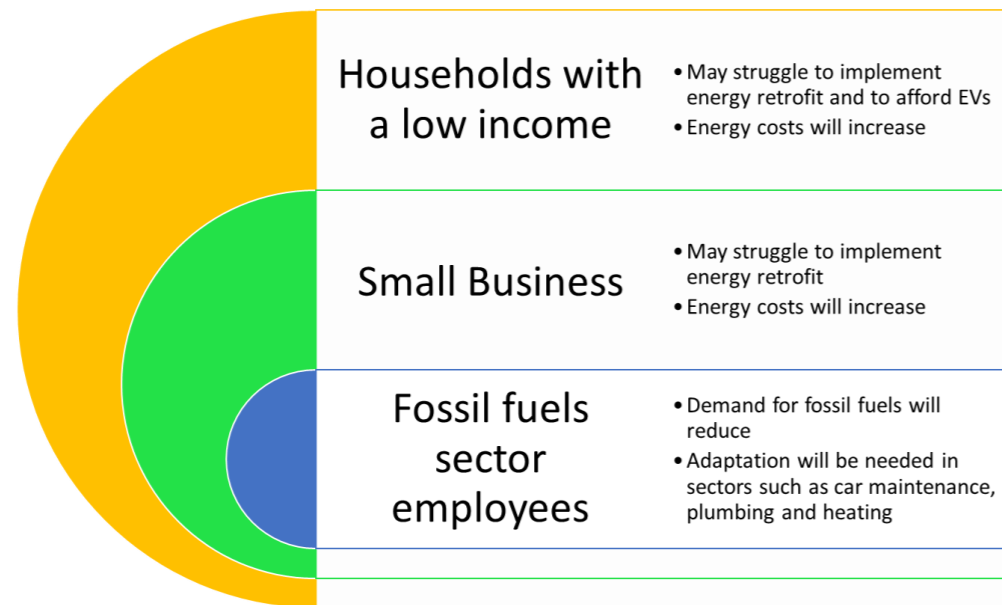 Households with
a low income
• May struggle to implement
energy retrofit and to afford EVs
• Energy costs will increase
Small Business
• May struggle to implement
energy retrofit
• Energy costs will increase
Fossil fuels
sector
employees
• Demand for fossil fuels will
reduce
• Adaptation will be needed in
sectors such as car maintenance,
plumbing and heating